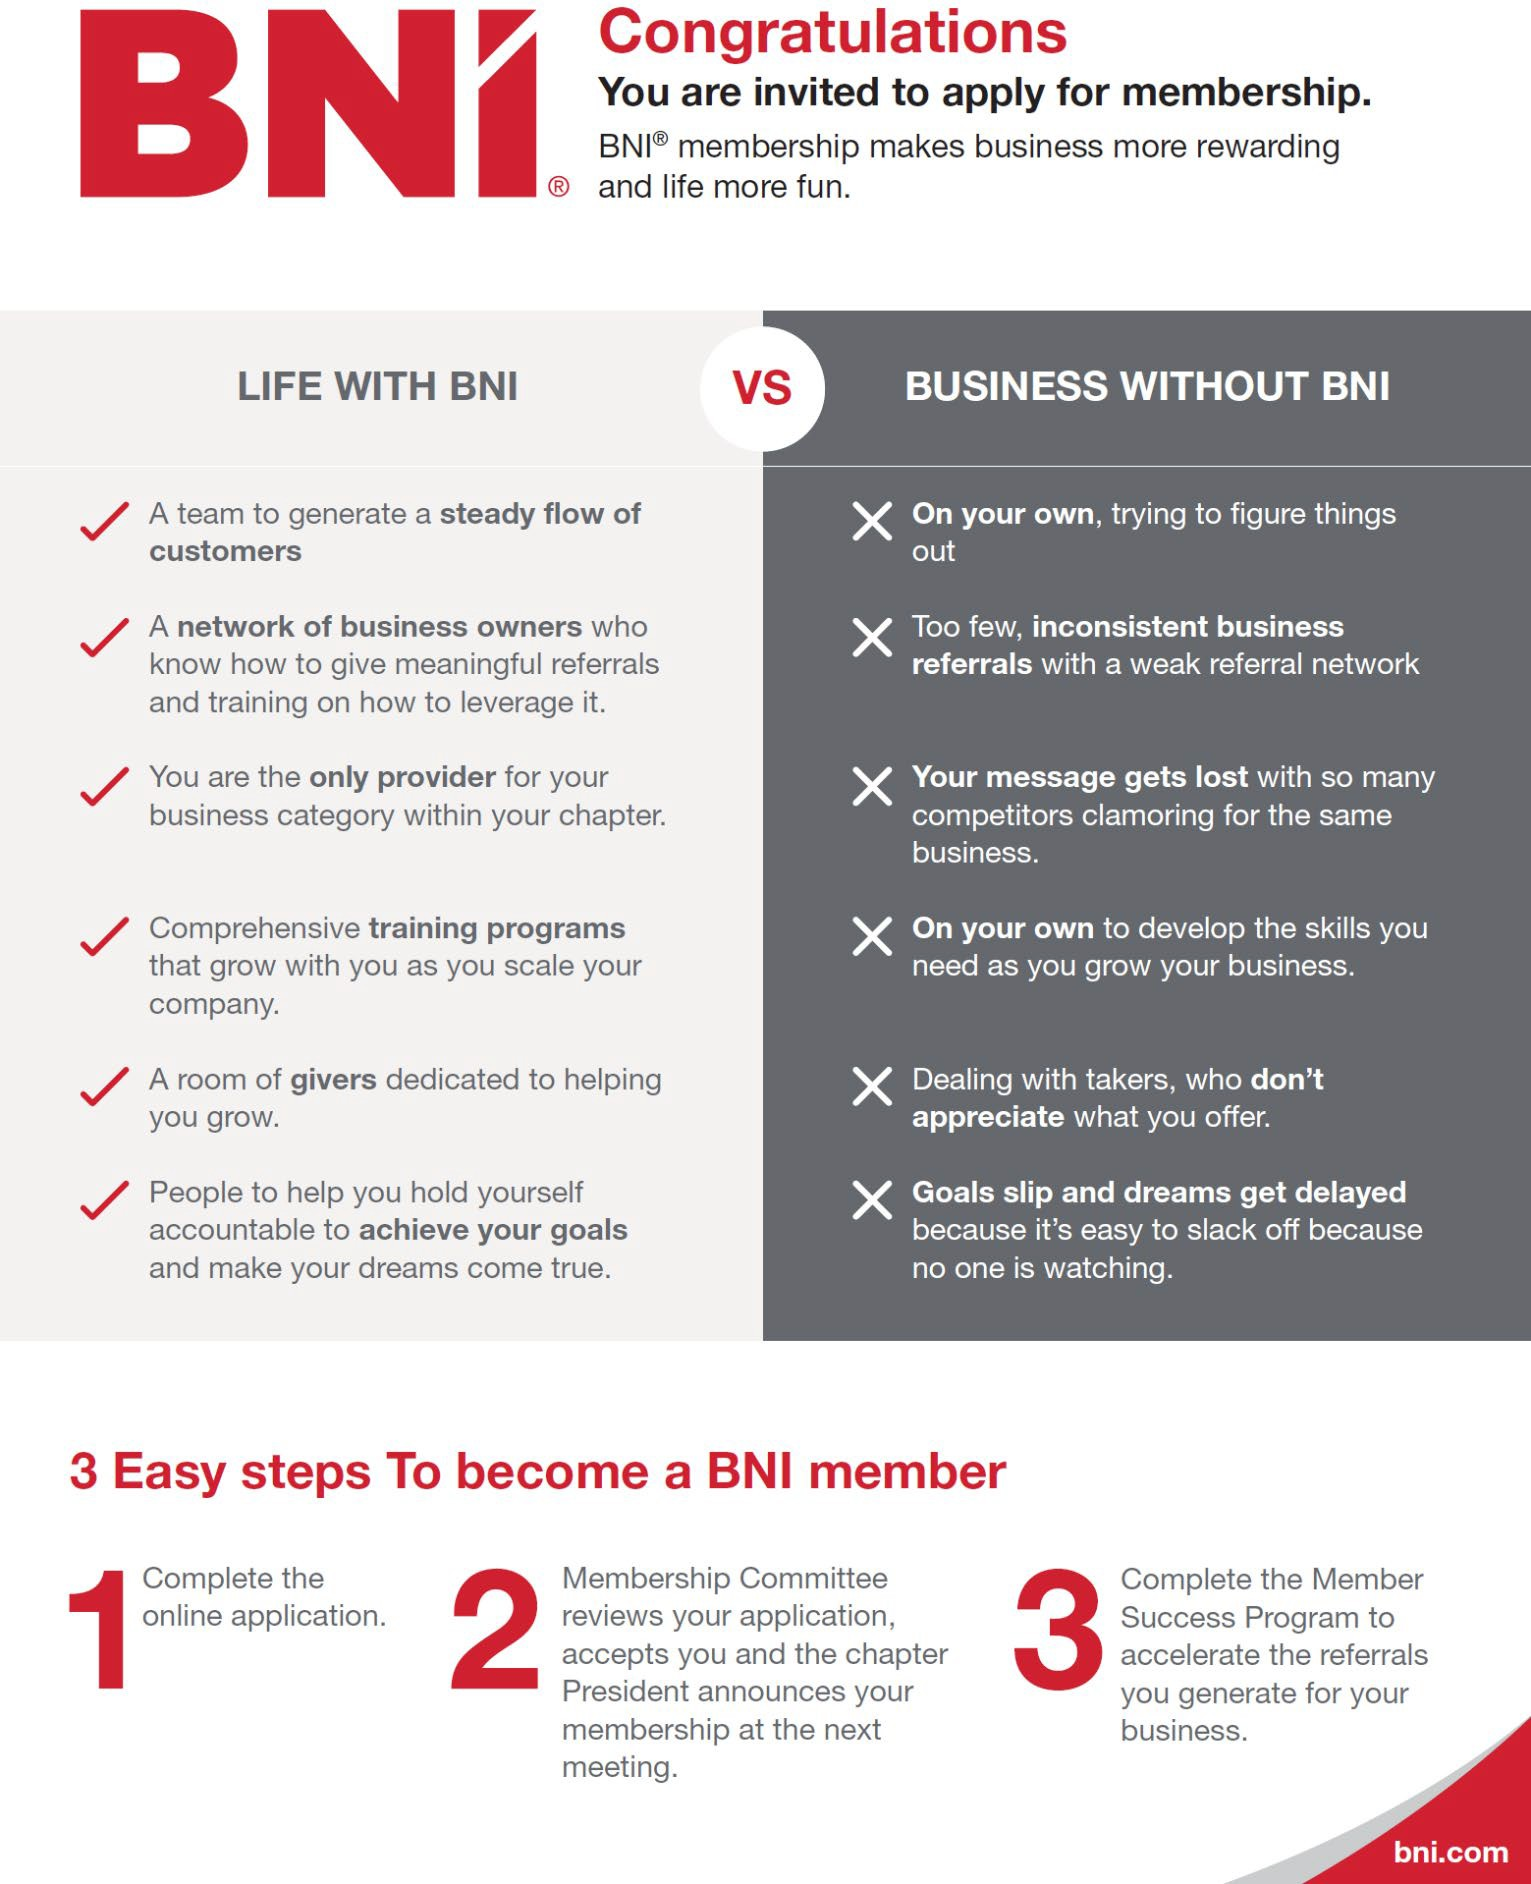 BNI®
Congratulations
You are invited to apply for membership.
BNI® membership makes business more rewarding
and life more fun.
LIFE WITH BNI
VS
BUSINESS WITHOUT BNI
A team to generate a steady flow of
customers
A network of business owners who
know how to give meaningful referrals
and training on how to leverage it.
You are the only provider for your
business category within your chapter.
Comprehensive training programs
that grow with you as you scale your
company.
A room of givers dedicated to helping
you grow.
People to help you hold yourself
accountable to achieve your goals
and make your dreams come true.
On your own, trying to figure things
out
Too few, inconsistent business
referrals with a weak referral network
Your message gets lost with so many
competitors clamoring for the same
business.
On your own to develop the skills you
need as you grow your business.
Dealing with takers, who don’t
appreciate what you offer.
Goals slip and dreams get delayed
because it’s easy to slack off because
no one is watching.
3 Easy steps To become a BNI member
1
Complete the
online application.
2
Membership Committee
reviews your application,
accepts you and the chapter
President announces your
membership at the next
meeting.
3
Complete the Member
Success Program to
accelerate the referrals
you generate for your
business.
bni.com